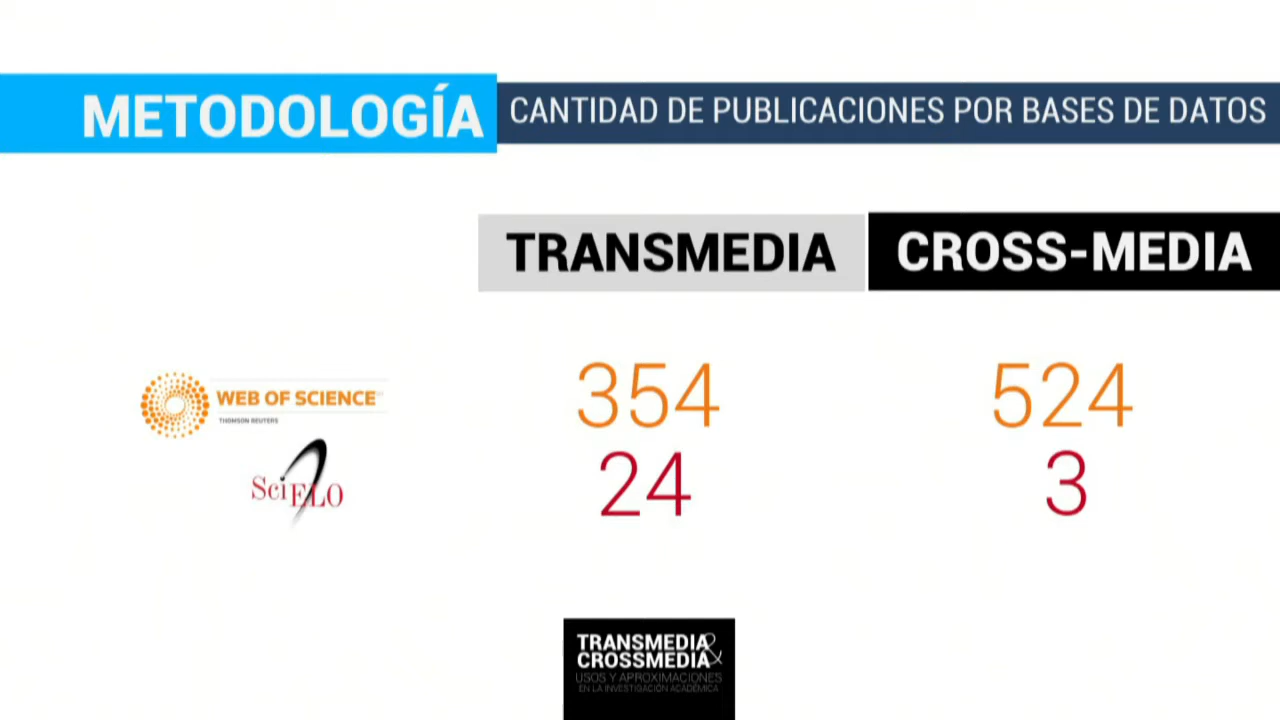 METODOLOGÍA CANTIDAD DE PUBLICACIONES POR BASES DE DATOS
TRANSMEDIA CROSS-MEDIA
WEB OF SCIENCE 354 524
THOMSON REUTERS
SciELO 24 3
TRANSMEDIA &
CROSSMEDIA
USOS Y APROXIMACIONES
EN LA INVESTIGACIÓN ACADÉMICA